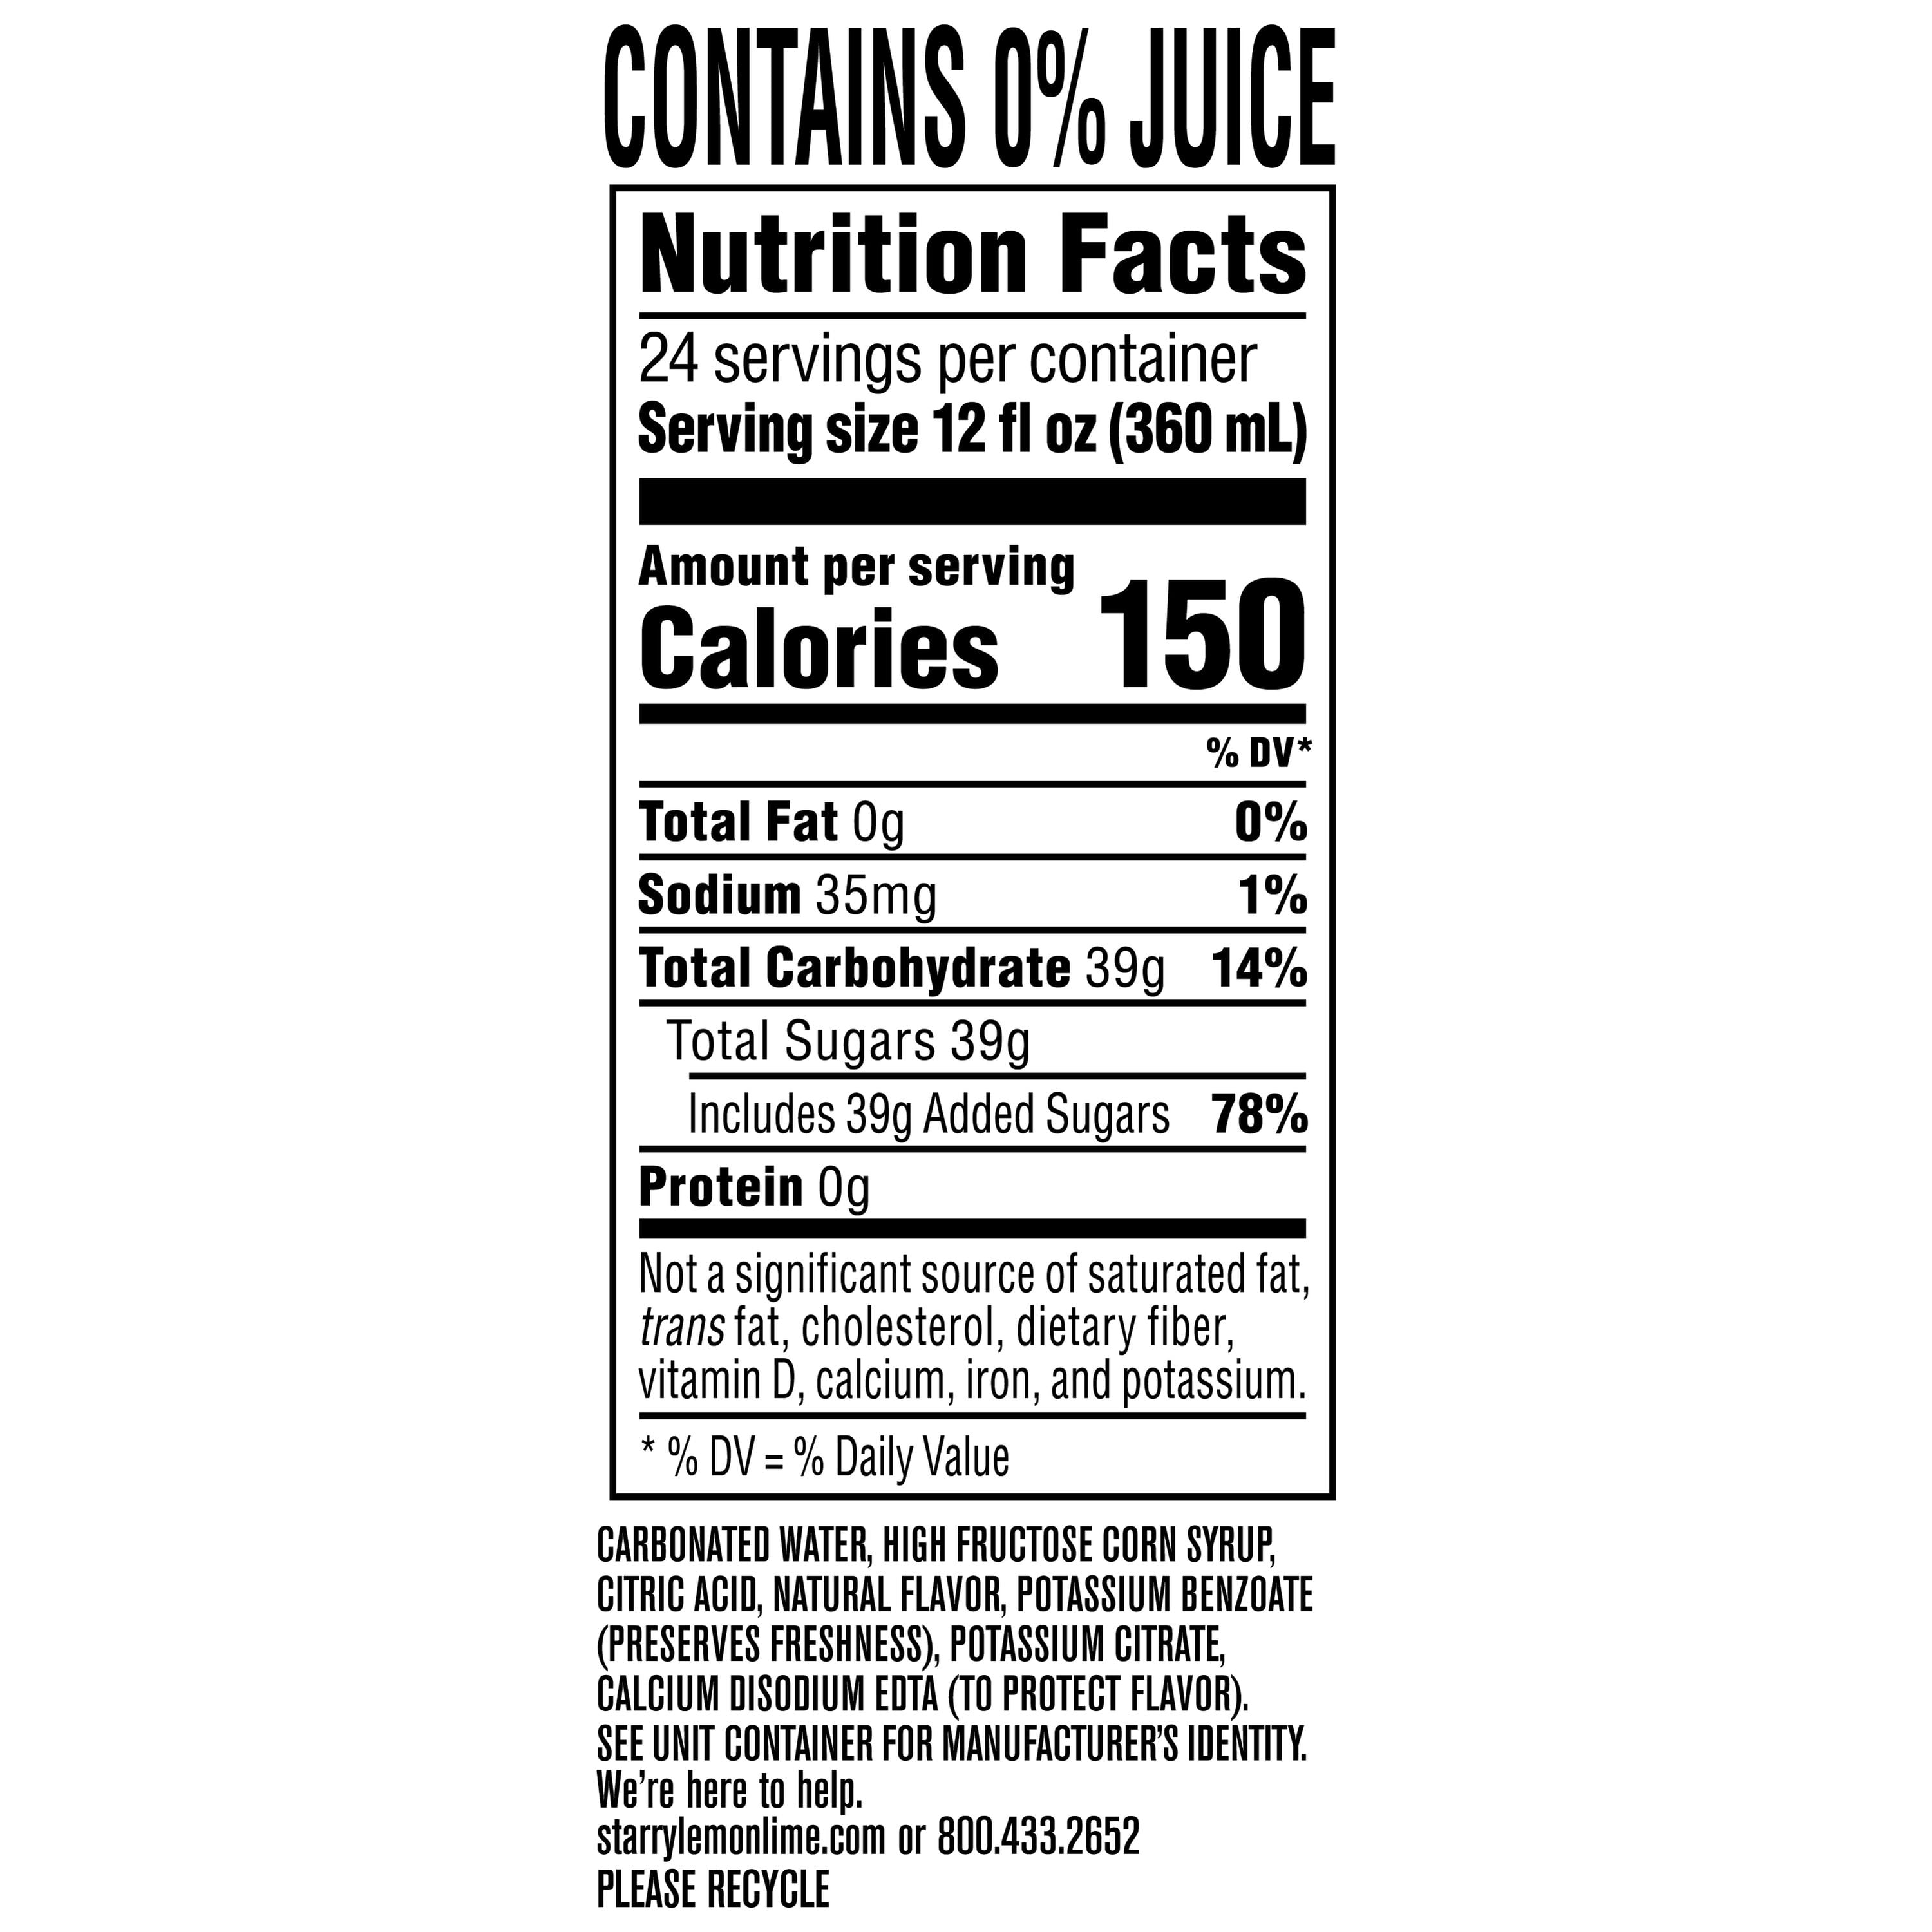 CONTAINS 0% JUICE
Nutrition Facts
24 servings per container
Serving size 12 fl oz (360 mL)
Amount per serving
Calories 150
% DV*
Total Fat 0g 0%
Sodium 35mg 1%
Total Carbohydrate 39g 14%
Total Sugars 39g
Includes 39g Added Sugars 78%
Protein 0g
Not a significant source of saturated fat,
trans fat, cholesterol, dietary fiber,
vitamin D, calcium, iron, and potassium.
* % DV = % Daily Value
CARBONATED WATER, HIGH FRUCTOSE CORN SYRUP,
CITRIC ACID, NATURAL FLAVOR, POTASSIUM BENZOATE
(PRESERVES FRESHNESS), POTASSIUM CITRATE,
CALCIUM DISODIUM EDTA (TO PROTECT FLAVOR).
SEE UNIT CONTAINER FOR MANUFACTURER'S IDENTITY.
We're here to help.
starrylemonlime.com or 800.433.2652
PLEASE RECYCLE